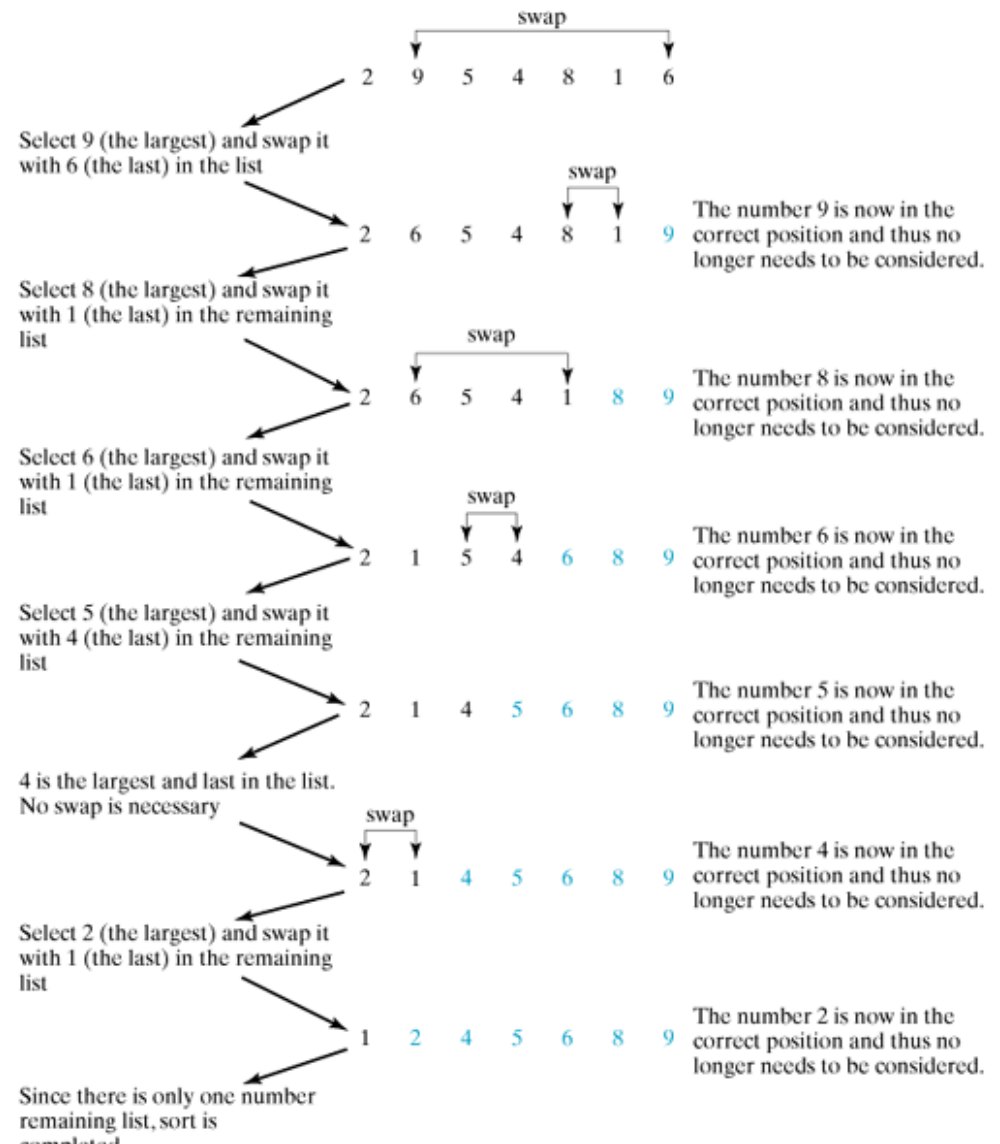 swap
2 9 5 4 8 1 6
Select 9 (the largest) and swap it
with 6 (the last) in the list
swap
2 6 5 4 8 1 9
The number 9 is now in the
correct position and thus no
longer needs to be considered.
Select 8 (the largest) and swap it
with 1 (the last) in the remaining
list
swap
2 6 5 4 1 8 9
The number 8 is now in the
correct position and thus no
longer needs to be considered.
Select 6 (the largest) and swap it
with 1 (the last) in the remaining
list
swap
2 1 5 4 6 8 9
The number 6 is now in the
correct position and thus no
longer needs to be considered.
Select 5 (the largest) and swap it
with 4 (the last) in the remaining
list
2 1 4 5 6 8 9
The number 5 is now in the
correct position and thus no
longer needs to be considered.
4 is the largest and last in the list.
No swap is necessary
swap
2 1 4 5 6 8 9
The number 4 is now in the
correct position and thus no
longer needs to be considered.
Select 2 (the largest) and swap it
with 1 (the last) in the remaining
list
1 2 4 5 6 8 9
The number 2 is now in the
correct position and thus no
longer needs to be considered.
Since there is only one number
remaining list, sort is
completed